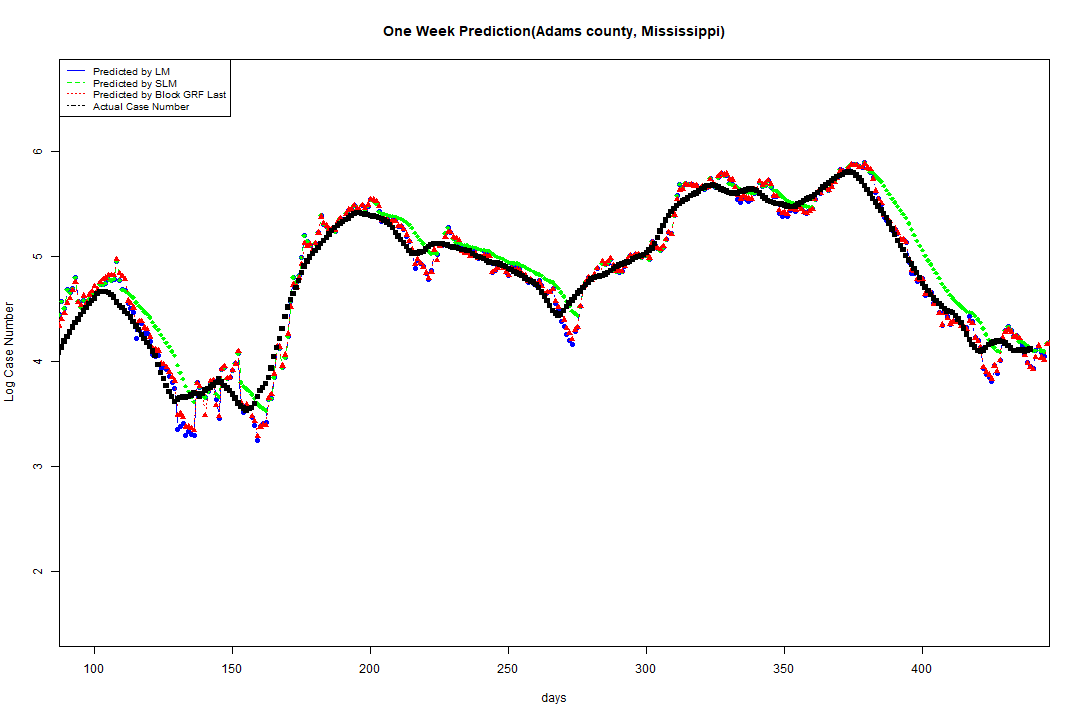 One Week Prediction(Adams county, Mississippi)
Predicted by LM
Predicted by SLM
Predicted by Block GRF Last
Actual Case Number
6
5
4
3
2
Log Case Number
100 150 200 250 300 350 400
days